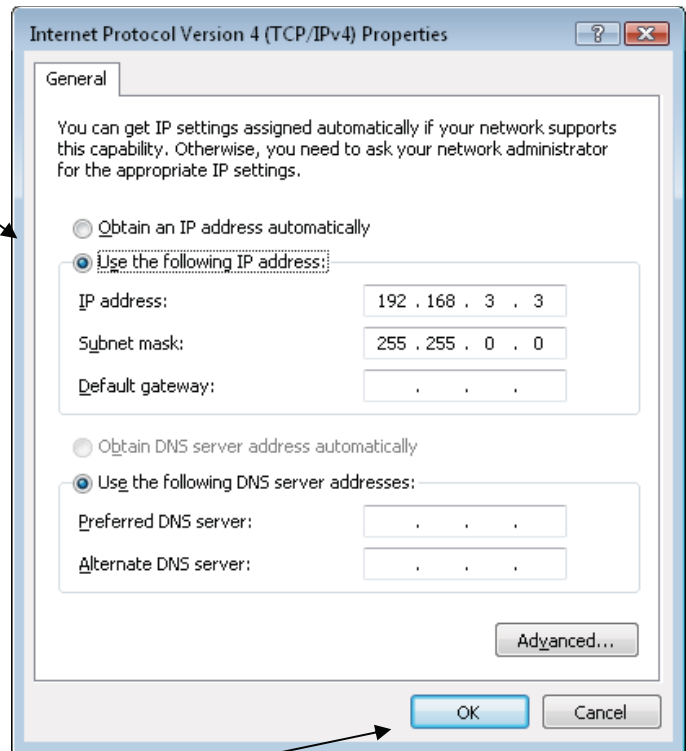 Internet Protocol Version 4 (TCP/IPv4) Properties
General
You can get IP settings assigned automatically if your network supports
this capability. Otherwise, you need to ask your network administrator
for the appropriate IP settings.
Obtain an IP address automatically
Use the following IP address:
IP address: 192 . 168 . 3 . 3
Subnet mask: 255 . 255 . 0 . 0
Default gateway: . . .
Obtain DNS server address automatically
Use the following DNS server addresses:
Preferred DNS server: . . .
Alternate DNS server: . . .
Advanced...
OK Cancel